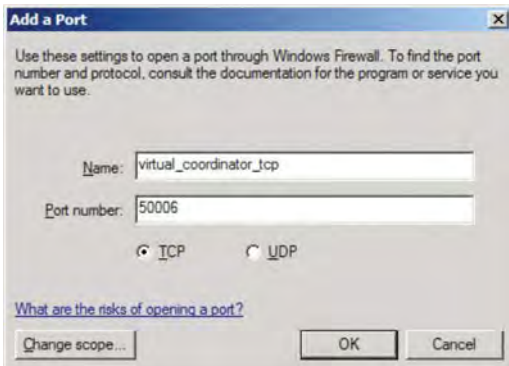 Add a Port
Use these settings to open a port through Windows Firewall. To find the port
number and protocol, consult the documentation for the program or service you
want to use.
Name: virtual_coordinator_tcp
Port number: 50006
TCP UDP
What are the risks of opening a port?
Change scope... OK Cancel